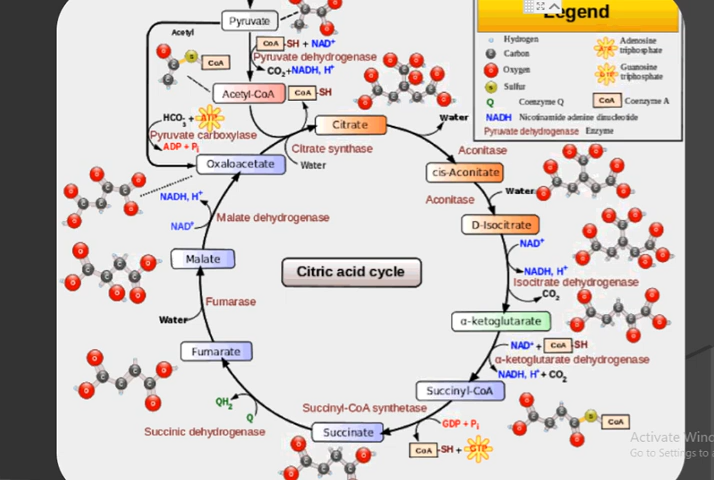 Legend
Hydrogen
Carbon
Oxygen
S Sulfur
Q Coenzyme Q
ATP Adenosine triphosphate
GTP Guanosine triphosphate
CoA Coenzyme A
NADH Nicotinamide adenine dinucleotide
Pyruvate dehydrogenase Enzyme
Pyruvate
Acetyl
S CoA
CoA-SH + NAD+
Pyruvate dehydrogenase
CO2+NADH, H+
Acetyl-CoA
CoA-SH
HCO3- + ATP
Pyruvate carboxylase
ADP + Pi
Citrate
Water
Citrate synthase
Water
Aconitase
Oxaloacetate
cis-Aconitate
NADH, H+
Aconitase
Water
Malate dehydrogenase
NAD+
D-Isocitrate
NAD+
Malate
Citric acid cycle
NADH, H+
Isocitrate dehydrogenase
CO2
Fumarase
Water
α-ketoglutarate
NAD+ + CoA-SH
Fumarate
α-ketoglutarate dehydrogenase
NADH, H+ + CO2
Succinyl-CoA
QH2
Q
Succinyl-CoA synthetase
S CoA
GDP + Pi
Succinic dehydrogenase
Succinate
CoA-SH + GTP
Activate Wind
Go to Settings to a